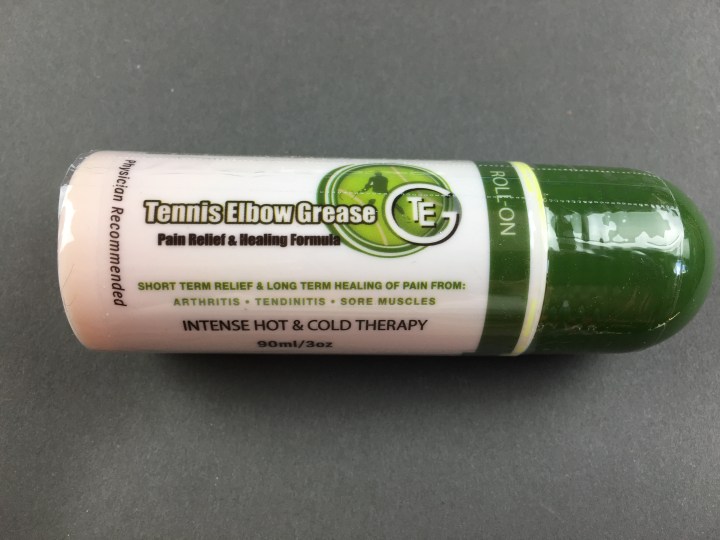 Physician Recommended
Tennis Elbow Grease
TEG
Pain Relief & Healing Formula
SHORT TERM RELIEF & LONG TERM HEALING OF PAIN FROM:
ARTHRITIS • TENDINITIS • SORE MUSCLES
INTENSE HOT & COLD THERAPY
90ml/3oz
ROLL-ON